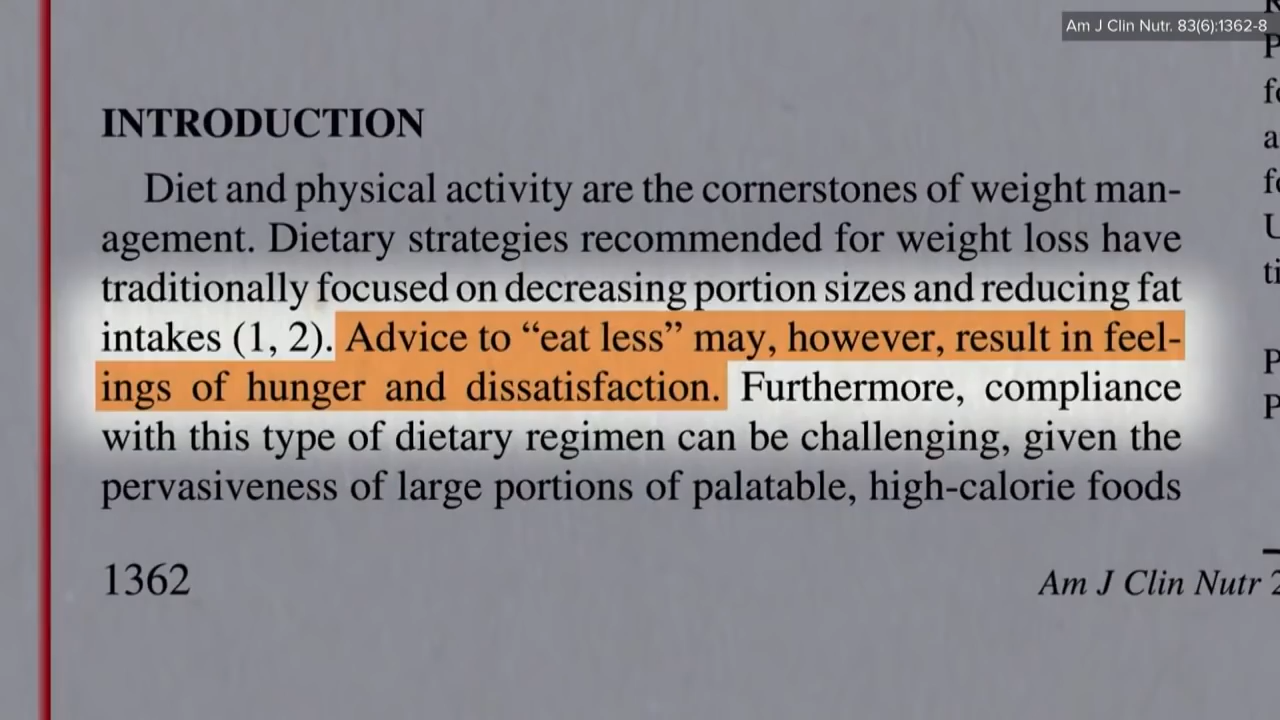 Am J Clin Nutr. 83(6):1362-8
INTRODUCTION
Diet and physical activity are the cornerstones of weight man-
agement. Dietary strategies recommended for weight loss have
traditionally focused on decreasing portion sizes and reducing fat
intakes (1, 2). Advice to “eat less” may, however, result in feel-
ings of hunger and dissatisfaction. Furthermore, compliance
with this type of dietary regimen can be challenging, given the
pervasiveness of large portions of palatable, high-calorie foods
1362
Am J Clin Nutr